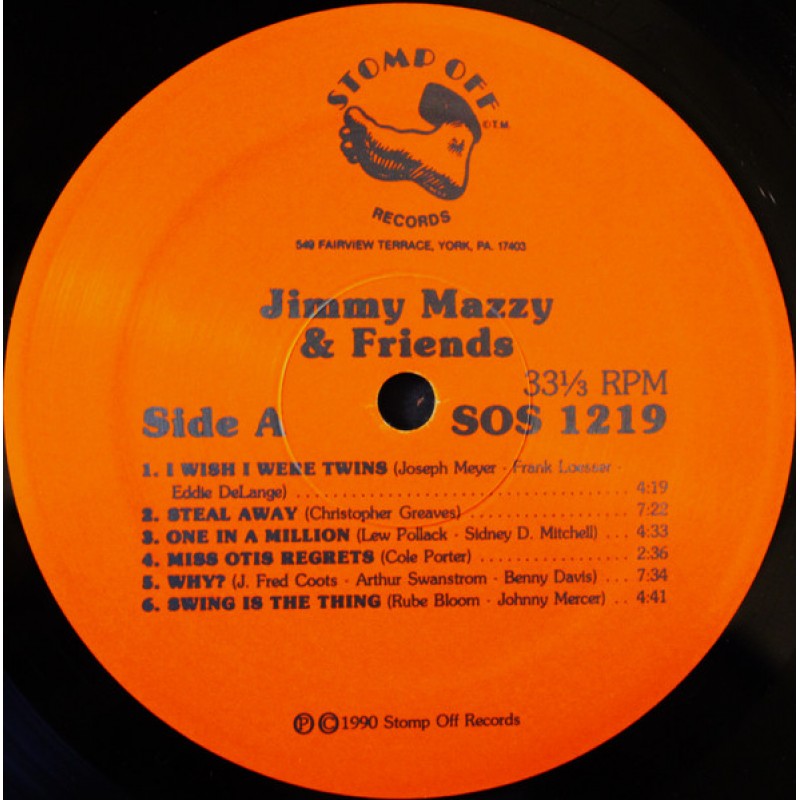 STOMP OFF
©T.M.
RECORDS
549 FAIRVIEW TERRACE, YORK, PA. 17403
Jimmy Mazzy
& Friends
33⅓ RPM
Side A SOS 1219
1. I WISH I WERE TWINS (Joseph Meyer · Frank Loesser ·
Eddie DeLange) ........................................ 4:19
2. STEAL AWAY (Christopher Greaves) .................... 7:22
3. ONE IN A MILLION (Lew Pollack · Sidney D. Mitchell) ... 4:33
4. MISS OTIS REGRETS (Cole Porter) ..................... 2:36
5. WHY? (J. Fred Coots · Arthur Swanstrom · Benny Davis) ... 7:34
6. SWING IS THE THING (Rube Bloom · Johnny Mercer) .. 4:41
℗ © 1990 Stomp Off Records